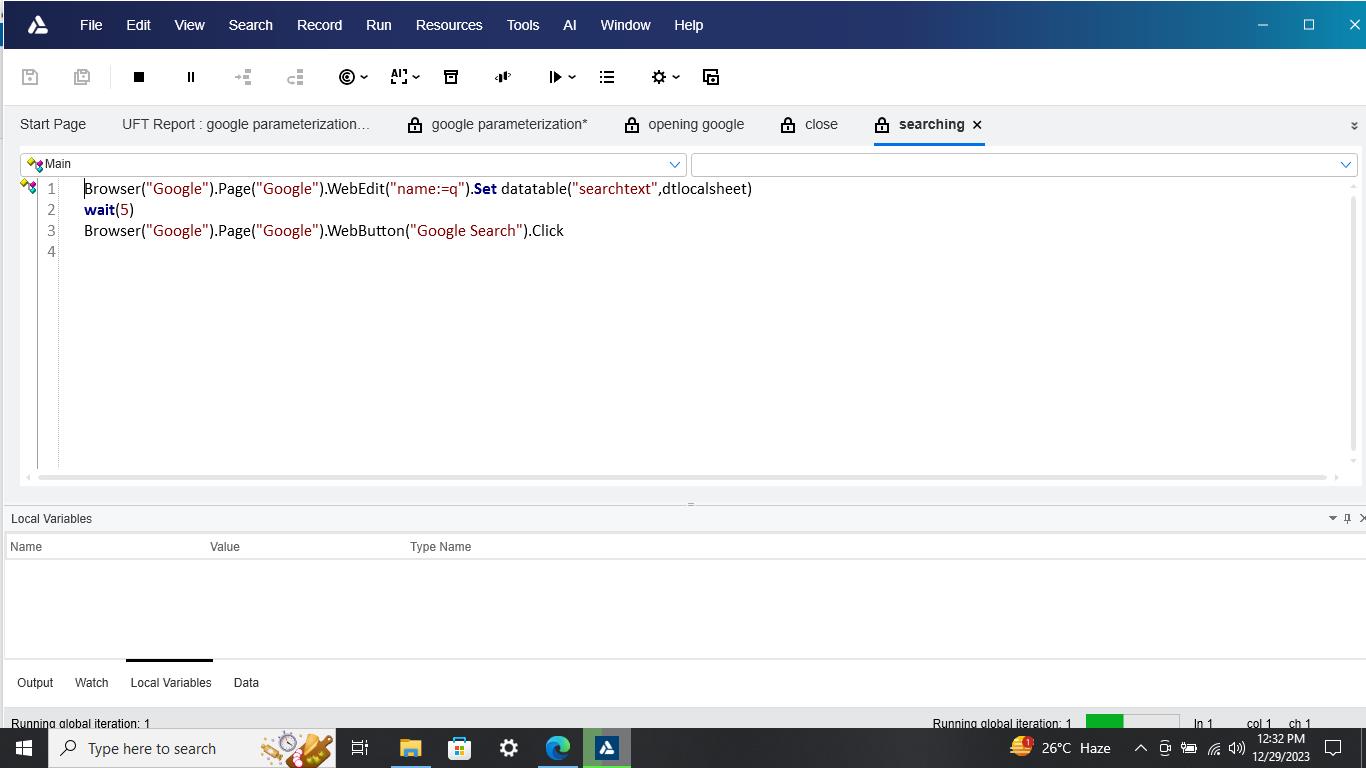 File Edit View Search Record Run Resources Tools AI Window Help
AI
Start Page UFT Report : google parameterization... google parameterization* opening google close searching
Main
1 Browser("Google").Page("Google").WebEdit("name:=q").Set datatable("searchtext",dtlocalsheet)
2 wait(5)
3 Browser("Google").Page("Google").WebButton("Google Search").Click
4
Local Variables
Name Value Type Name
Output Watch Local Variables Data
Running global iteration: 1 Running global iteration: 1 ln 1 col 1 ch 1
Type here to search 1 26°C Haze 12:32 PM
12/29/2023